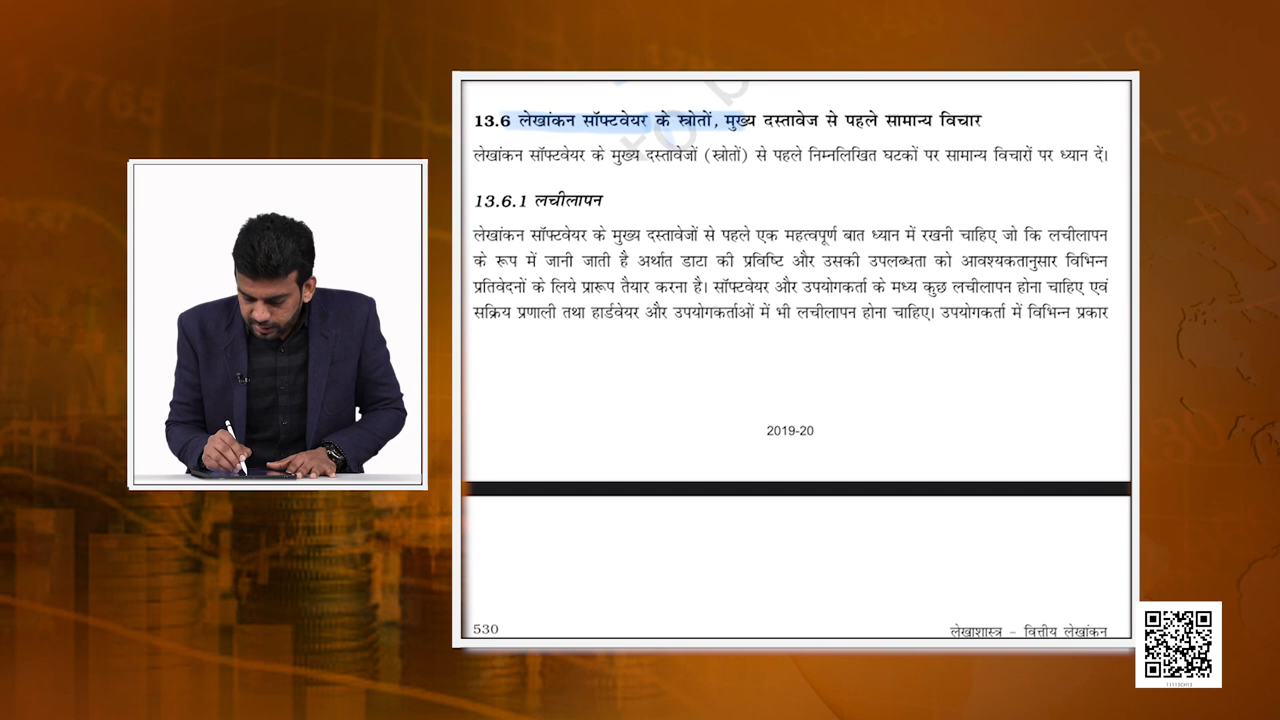 13.6 लेखांकन सॉफ्टवेयर के स्त्रोतों, मुख्य दस्तावेज से पहले सामान्य विचार
लेखांकन सॉफ्टवेयर के मुख्य दस्तावेजों (स्त्रोतों) से पहले निम्नलिखित घटकों पर सामान्य विचारों पर ध्यान दें।
13.6.1 लचीलापन
लेखांकन सॉफ्टवेयर के मुख्य दस्तावेजों से पहले एक महत्वपूर्ण बात ध्यान में रखनी चाहिए जो कि लचीलापन
के रूप में जानी जाती है अर्थात डाटा की प्रविष्टि और उसकी उपलब्धता को आवश्यकतानुसार विभिन्न
प्रतिवेदनों के लिये प्रारूप तैयार करना है। सॉफ्टवेयर और उपयोगकर्ता के मध्य कुछ लचीलापन होना चाहिए एवं
सक्रिय प्रणाली तथा हार्डवेयर और उपयोगकर्ताओं में भी लचीलापन होना चाहिए। उपयोगकर्ता में विभिन्न प्रकार
2019-20
530
लेखाशास्त्र – वित्तीय लेखांकन